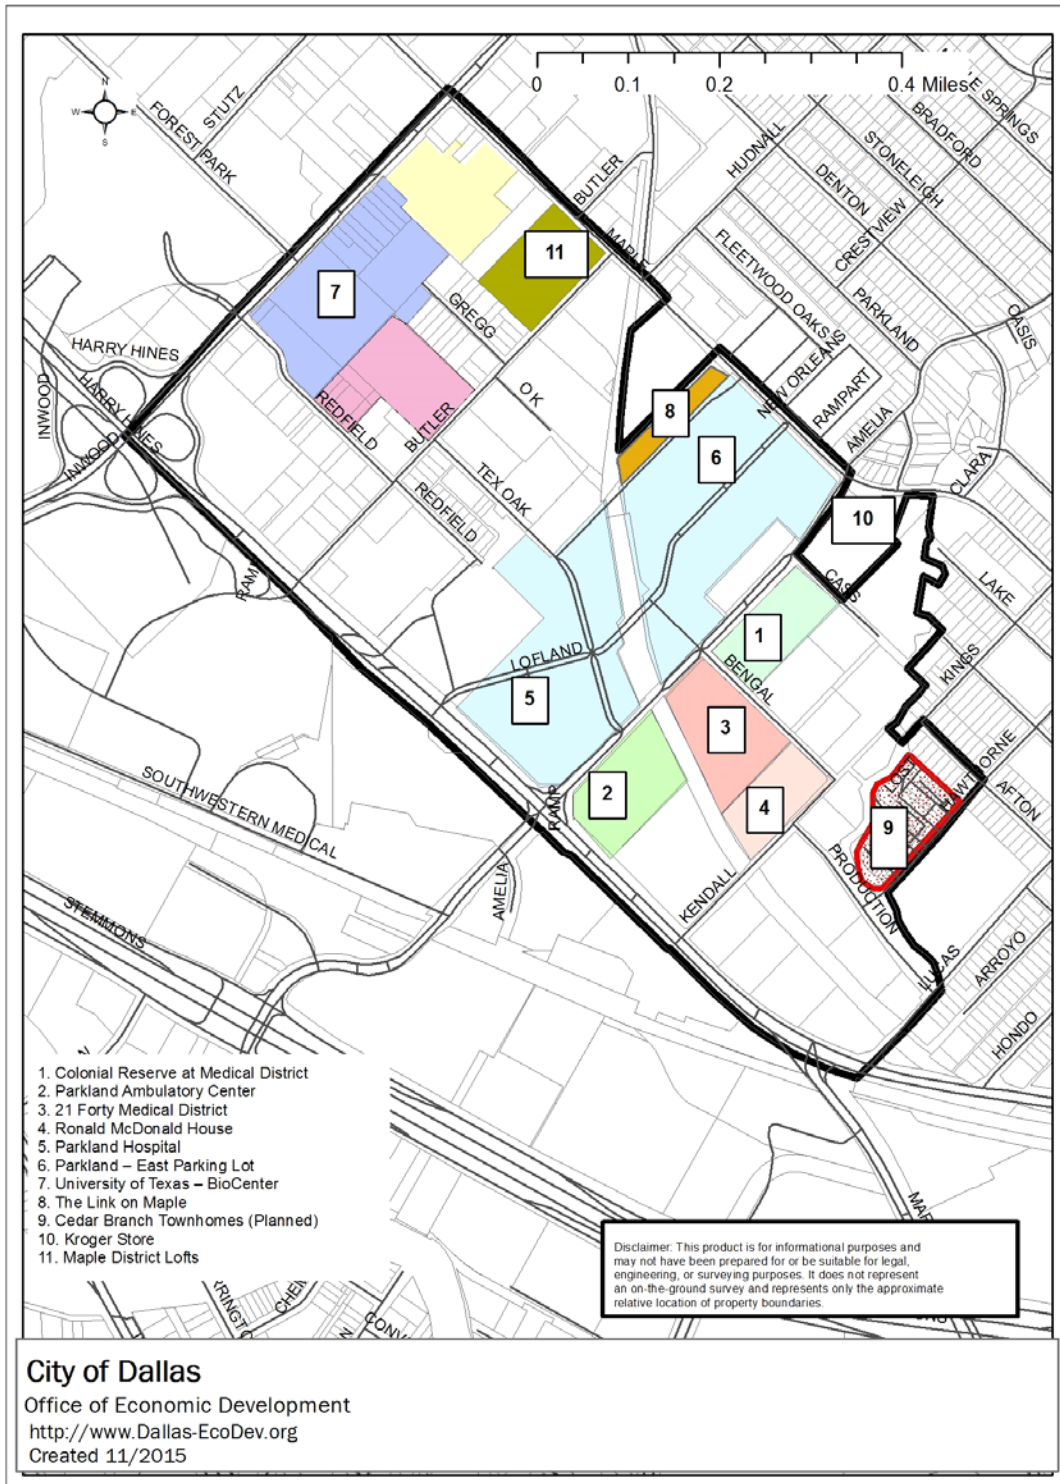 N
W E
S
0 0.1 0.2 0.4 Miles
STUTZ
FOREST PARK
BUTLER
HUDNALL
BRADFORD
STONELEIGH
DENTON
CRESTVIEW
MAPLE
FLEETWOOD OAKS
PARKLAND
OASIS
11
7
GREGG
HARRY HINES
INWOOD
HARRY HINES
INWOOD
NEW ORLEANS
RAMPART
AMELIA
OK
REDFIELD
BUTLER
8
6
CLARA
TEX OAK
REDFIELD
10
RAMP
CASS
LAKE
1
KINGS
LOFLAND
BENGAL
5
3
LOST
HAWTHORNE
AFTON
SOUTHWESTERN MEDICAL
RAMP
2
4
9
PRODUCTION
AMELIA
KENDALL
STEMMONS
LUCAS
ARROYO
HONDO
1. Colonial Reserve at Medical District
2. Parkland Ambulatory Center
3. 21 Forty Medical District
4. Ronald McDonald House
5. Parkland Hospital
6. Parkland – East Parking Lot
7. University of Texas – BioCenter
8. The Link on Maple
9. Cedar Branch Townhomes (Planned)
10. Kroger Store
11. Maple District Lofts
Disclaimer: This product is for informational purposes and
may not have been prepared for or be suitable for legal,
engineering, or surveying purposes. It does not represent
an on-the-ground survey and represents only the approximate
relative location of property boundaries.
City of Dallas
Office of Economic Development
http://www.Dallas-EcoDev.org
Created 11/2015